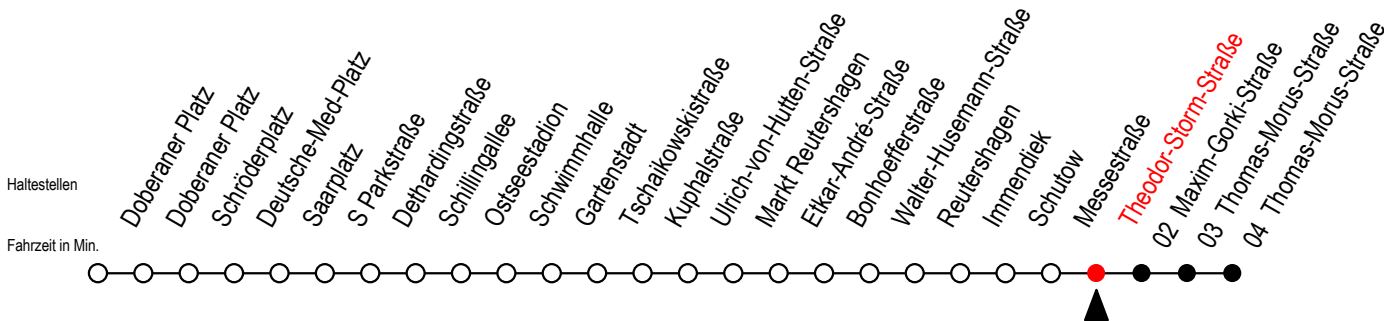 Haltestellen
Fahrzeit in Min.
Doberaner Platz
Doberaner Platz
Schröderplatz
Deutsche-Med-Platz
Saarplatz
S Parkstraße
Dethardingstraße
Schillingallee
Ostseestadion
Schwimmhalle
Gartenstadt
Tschaikowskistraße
Kuphalstraße
Ulrich-von-Hutten-Straße
Markt Reutershagen
Etkar-André-Straße
Bonhoefferstraße
Walter-Husemann-Straße
Reutershagen
Immendiek
Schutow
Messestraße
Theodor-Storm-Straße
02 Maxim-Gorki-Straße
03 Thomas-Morus-Straße
04 Thomas-Morus-Straße